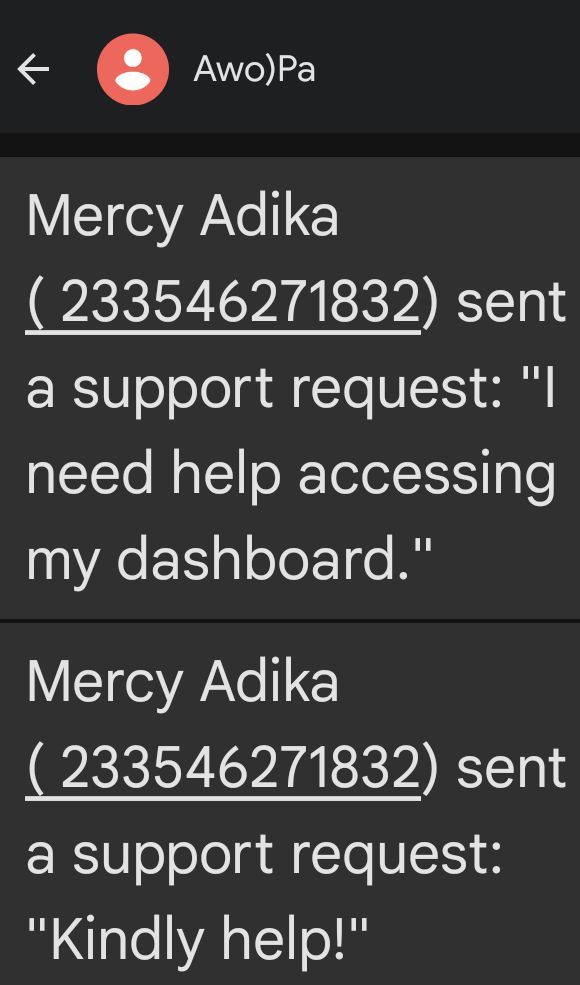 Awo)Pa
Mercy Adika
( 233546271832) sent
a support request: "I
need help accessing
my dashboard."
Mercy Adika
( 233546271832) sent
a support request:
"Kindly help!"